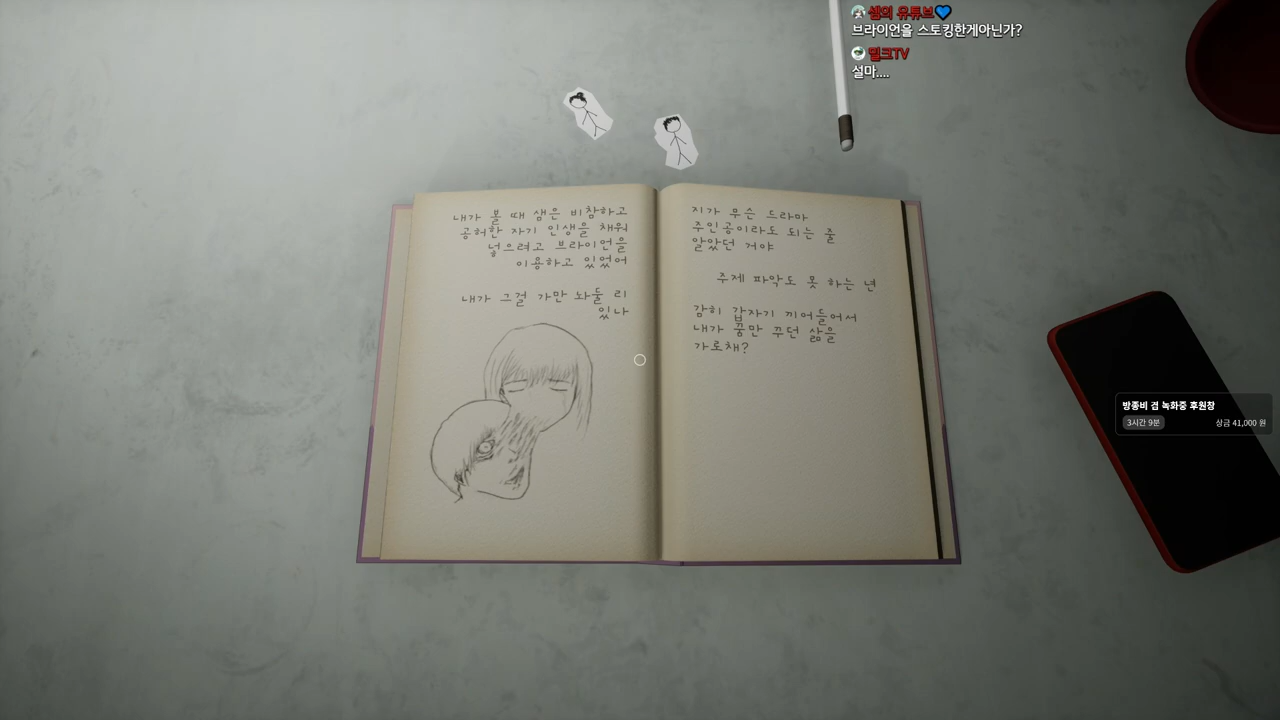 샘의 유튜브💙
브라이언을 스토킹한게아닌가?
밀크TV
설마....
내가 볼 때 샘은 비참하고
공허한 자기 인생을 채워
넣으려고 브라이언을
이용하고 있었어
내가 그걸 가만 놔둘 리
있나
지가 무슨 드라마
주인공이라도 되는 줄
알았던 거야
주제 파악도 못 하는 년
감히 갑자기 끼어들어서
내가 꿈만 꾸던 삶을
가로채?
방종비 겸 녹화중 후원창
3시간 9분
상금 41,000 원